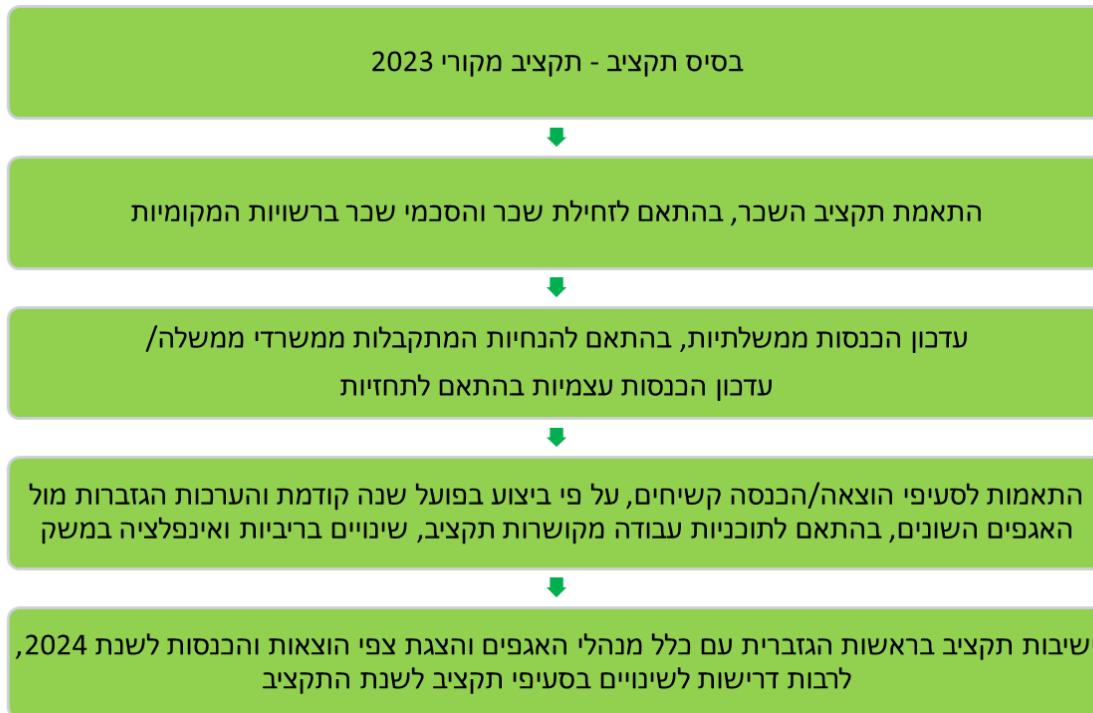 בסיס תקציב - תקציב מקורי 2023
התאמת תקציב השכר, בהתאם לזחילת שכר והסכמי שכר ברשויות המקומיות
עדכון הכנסות ממשלתיות, בהתאם להנחיות המתקבלות ממשרדי ממשלה/
עדכון הכנסות עצמיות בהתאם לתחזיות
התאמות לסעיפי הוצאה/הכנסה קשיחים, על פי ביצוע בפועל שנה קודמת והערכות הגזברות מול
האגפים השונים, בהתאם לתוכניות עבודה מקושרות תקציב, שינויים בריביות ואינפלציה במשק
ישיבות תקציב בראשות הגזברית עם כלל מנהלי האגפים והצגת צפי הוצאות והכנסות לשנת 2024,
לרבות דרישות לשינויים בסעיפי תקציב לשנת התקציב